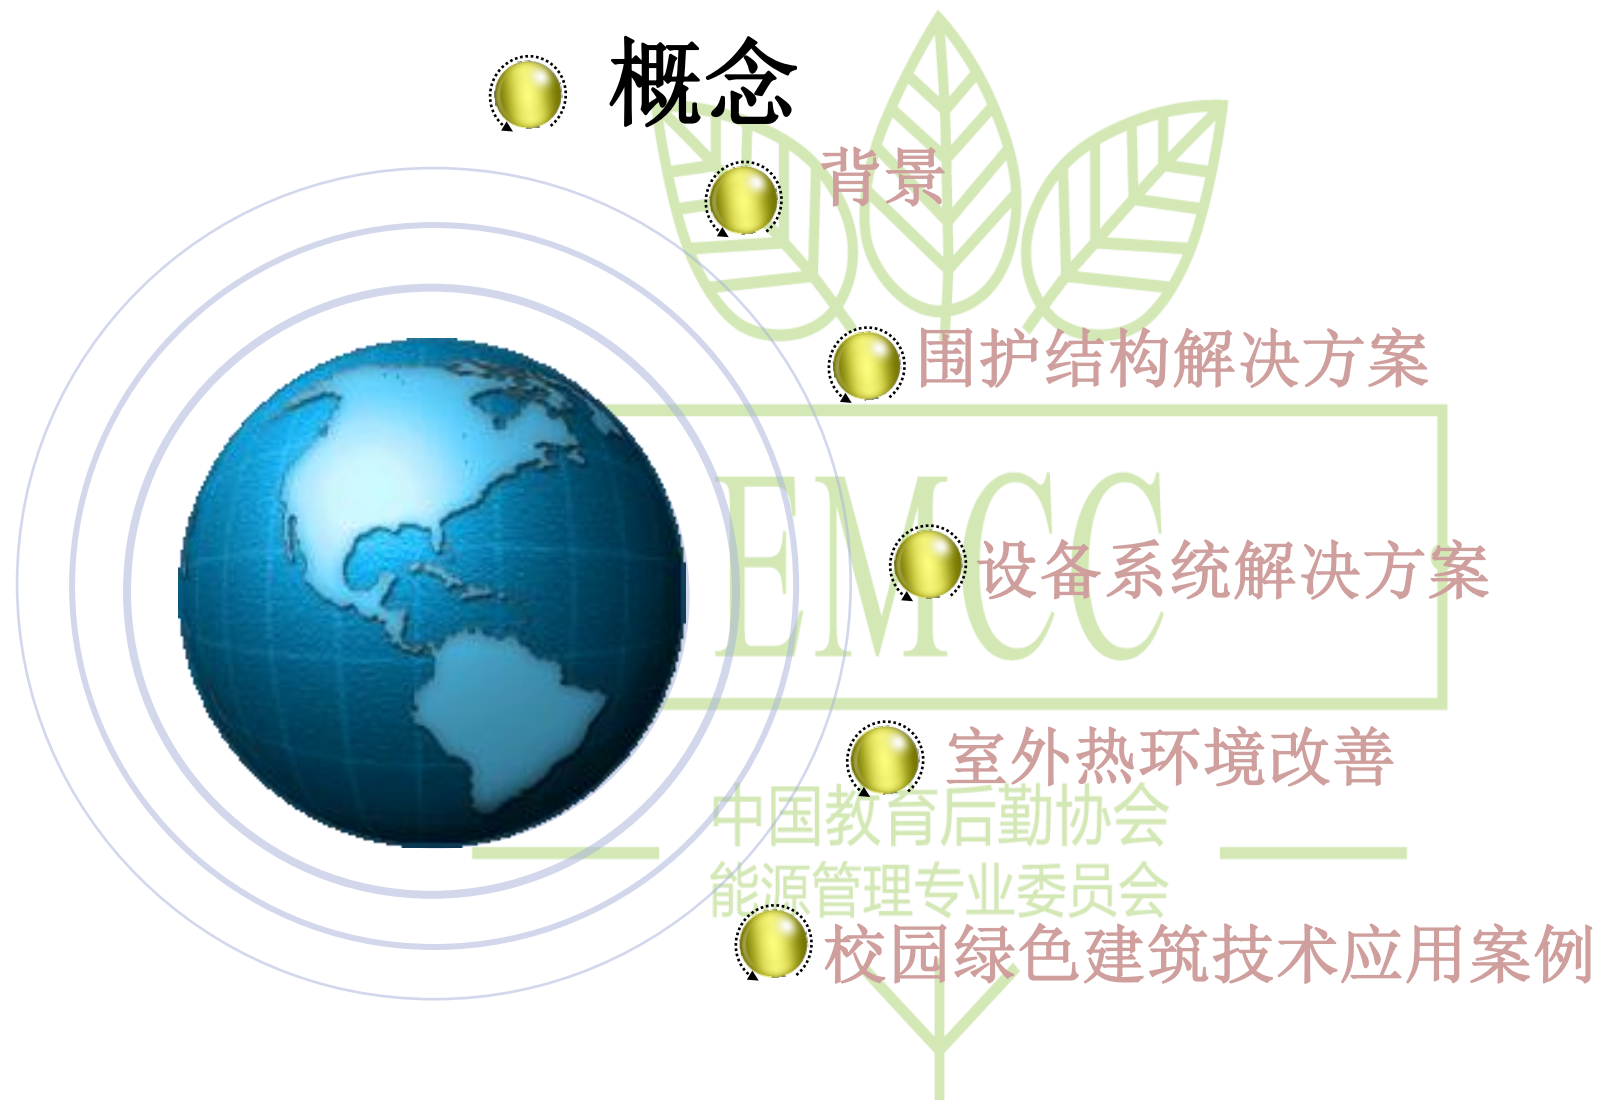 概念
背景
围护结构解决方案
EMCC
设备系统解决方案
室外热环境改善
中国教育后勤协会
能源管理专业委员会
校园绿色建筑技术应用案例